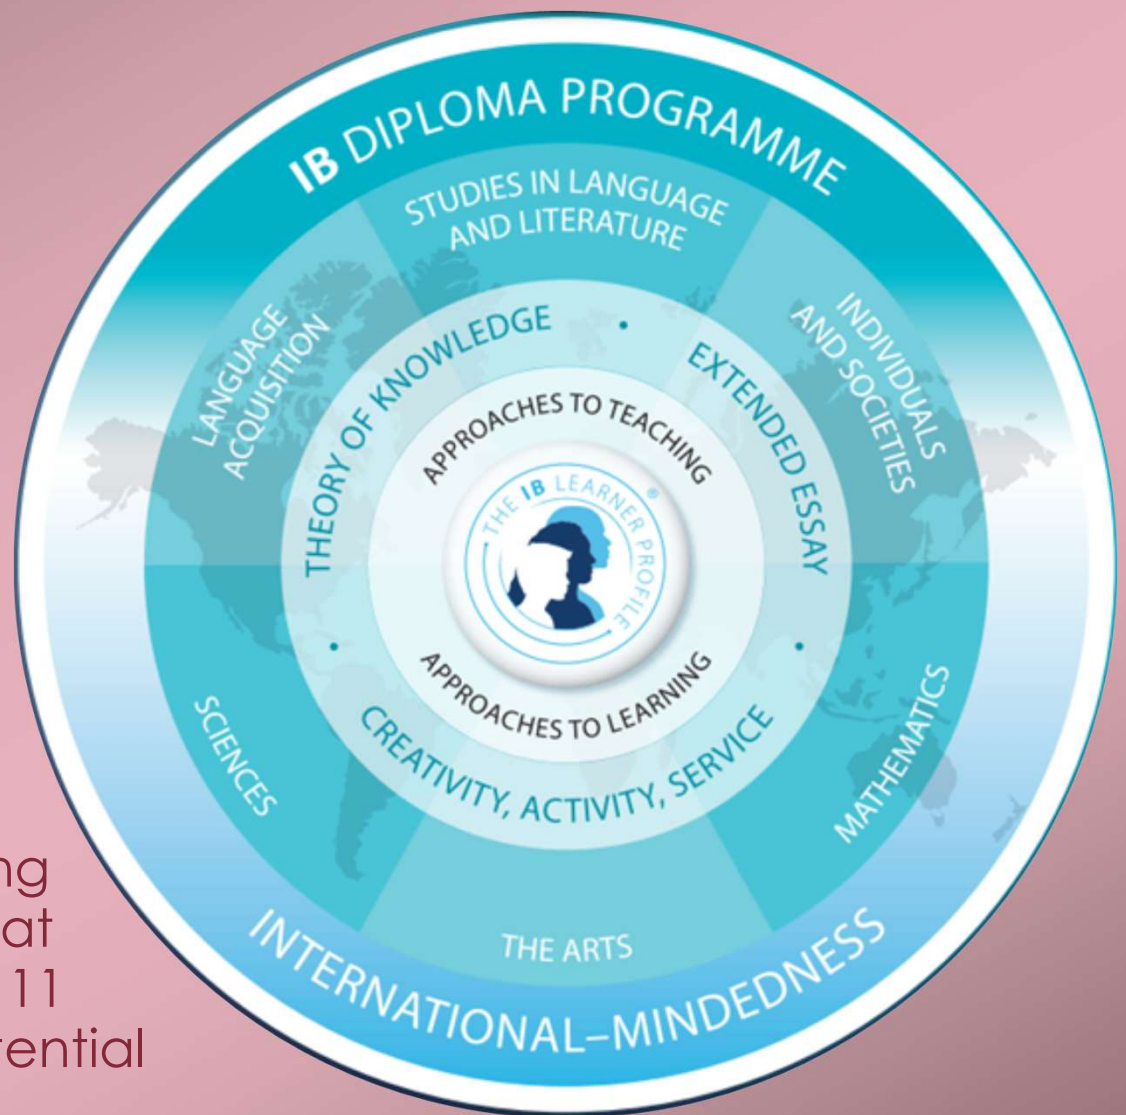 IB DIPLOMA PROGRAMME
STUDIES IN LANGUAGE
AND LITERATURE
LANGUAGE
ACQUISITION
INDIVIDUALS
AND SOCIETIES
THEORY OF KNOWLEDGE •
EXTENDED ESSAY •
APPROACHES TO TEACHING
THE IB LEARNER PROFILE®
APPROACHES TO LEARNING
• CREATIVITY, ACTIVITY, SERVICE
SCIENCES
MATHEMATICS
THE ARTS
INTERNATIONAL–MINDEDNESS
at
11